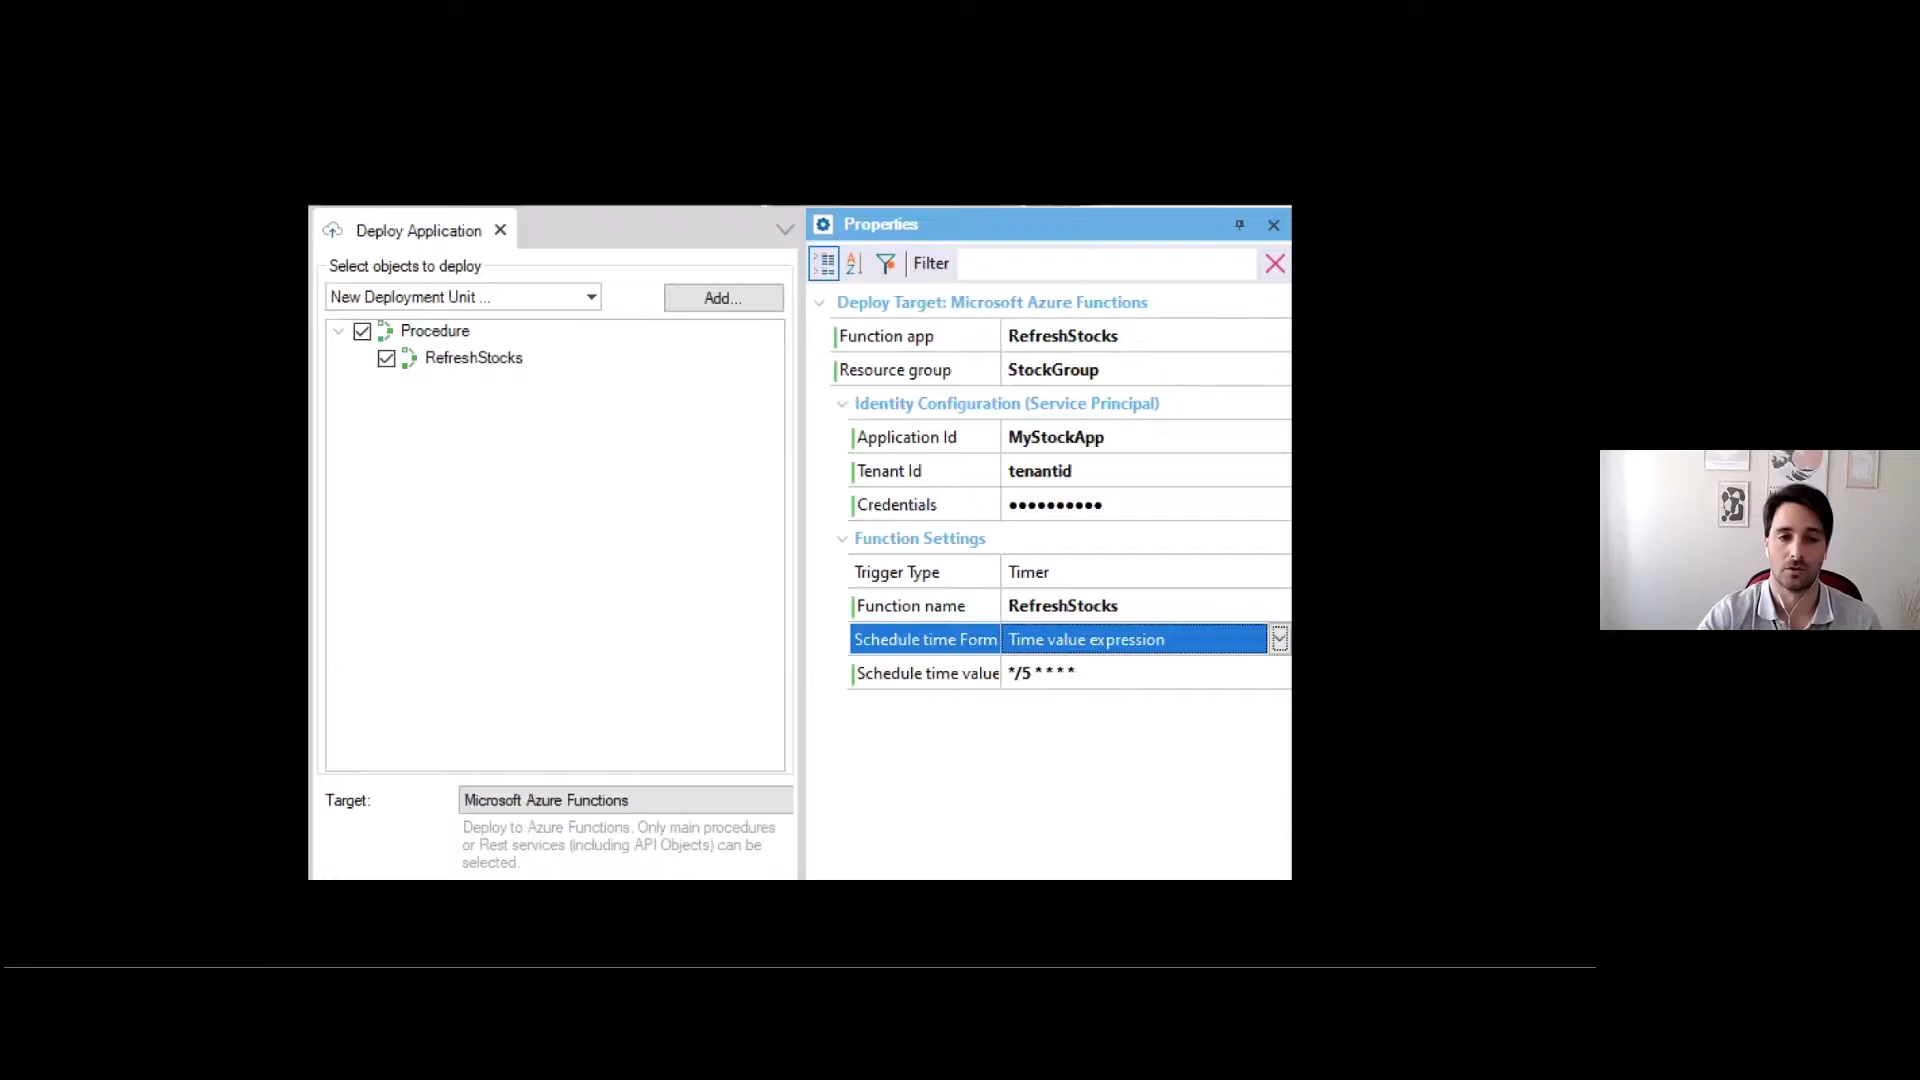 Deploy Application
Select objects to deploy
New Deployment Unit ...
Add...
Procedure
RefreshStocks
Target:
Microsoft Azure Functions
Deploy to Azure Functions. Only main procedures
or Rest services (including API Objects) can be
selected.
Properties
Filter
Deploy Target: Microsoft Azure Functions
Function app RefreshStocks
Resource group StockGroup
Identity Configuration (Service Principal)
Application Id MyStockApp
Tenant Id tenantid
Credentials ●●●●●●●●●●
Function Settings
Trigger Type Timer
Function name RefreshStocks
Schedule time Form Time value expression
Schedule time value */5 * * * *